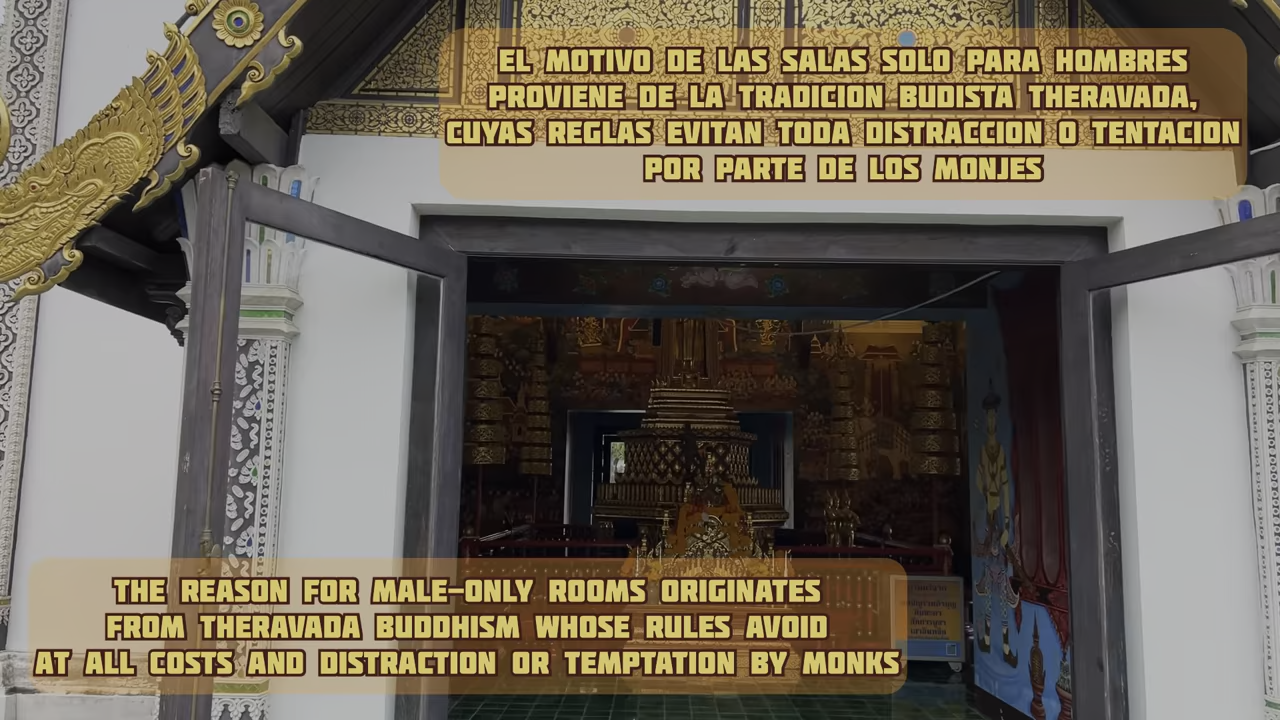 EL MOTIVO DE LAS SALAS SOLO PARA HOMBRES
PROVIENE DE LA TRADICION BUDISTA THERAVADA,
CUYAS REGLAS EVITAN TODA DISTRACCION O TENTACION
POR PARTE DE LOS MONJES
THE REASON FOR MALE-ONLY ROOMS ORIGINATES
FROM THERAVADA BUDDHISM WHOSE RULES AVOID
AT ALL COSTS AND DISTRACTION OR TEMPTATION BY MONKS